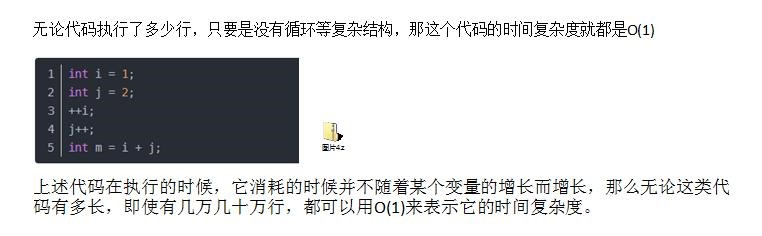 无论代码执行了多少行，只要是没有循环等复杂结构，那这个代码的时间复杂度就都是O(1)
1 int i = 1;
2 int j = 2;
3 ++i;
4 j++;
5 int m = i + j;
图片4.z
上述代码在执行的时候，它消耗的时候并不随着某个变量的增长而增长，那么无论这类代
码有多长，即使有几万几十万行，都可以用O(1)来表示它的时间复杂度。